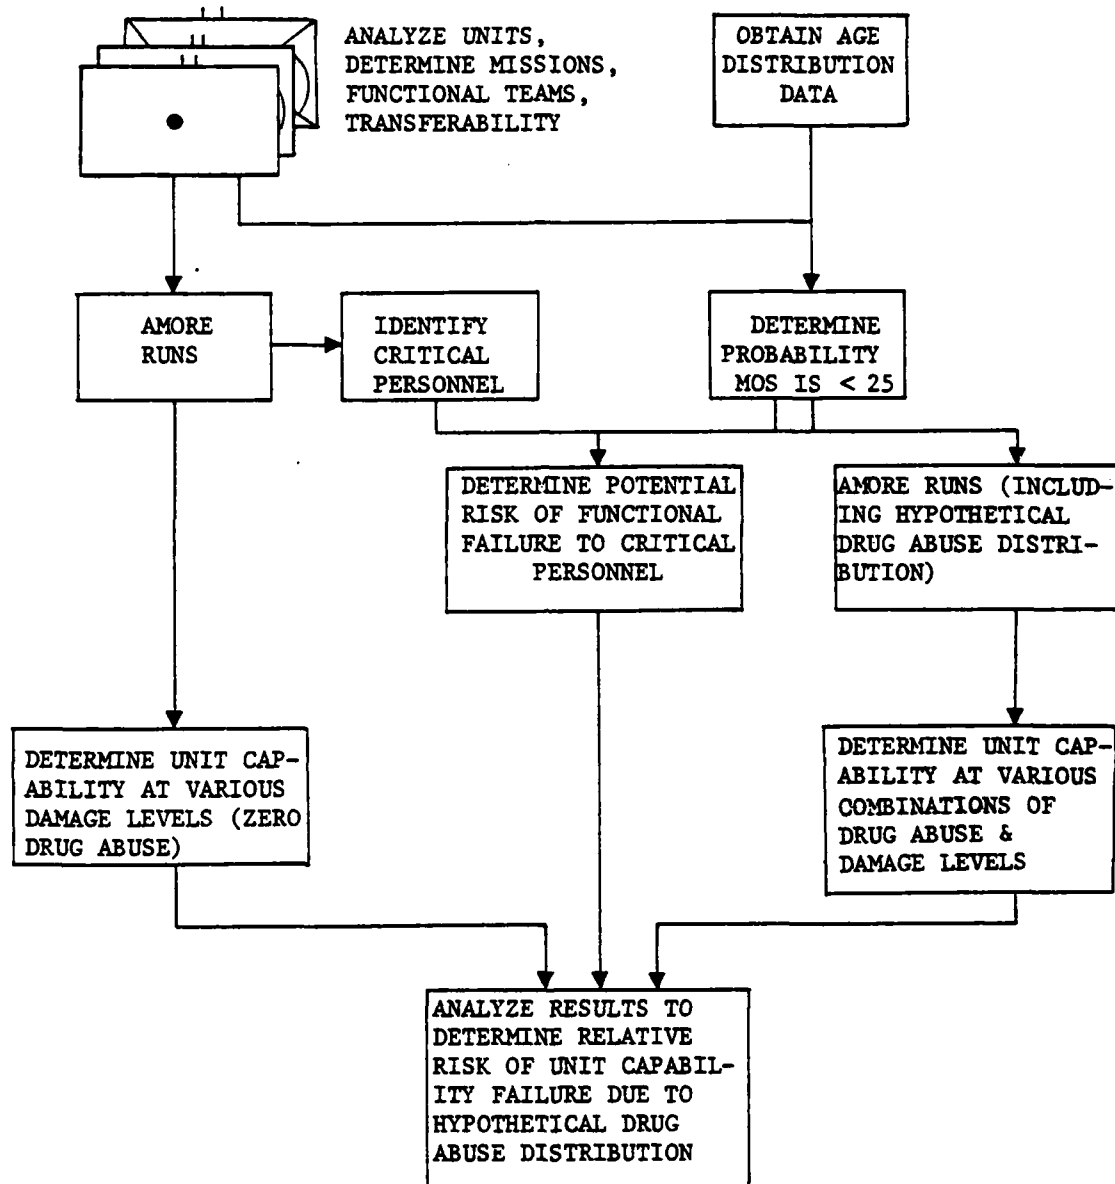 ANALYZE UNITS,
DETERMINE MISSIONS,
FUNCTIONAL TEAMS,
TRANSFERABILITY
OBTAIN AGE
DISTRIBUTION
DATA
AMORE
RUNS
IDENTIFY
CRITICAL
PERSONNEL
DETERMINE
PROBABILITY
MOS IS < 25
DETERMINE POTENTIAL
RISK OF FUNCTIONAL
FAILURE TO CRITICAL
PERSONNEL
AMORE RUNS (INCLUD-
ING HYPOTHETICAL
DRUG ABUSE DISTRI-
BUTION)
DETERMINE UNIT CAP-
ABILITY AT VARIOUS
DAMAGE LEVELS (ZERO
DRUG ABUSE)
DETERMINE UNIT CAP-
ABILITY AT VARIOUS
COMBINATIONS OF
DRUG ABUSE &
DAMAGE LEVELS
ANALYZE RESULTS TO
DETERMINE RELATIVE
RISK OF UNIT CAPABIL-
ITY FAILURE DUE TO
HYPOTHETICAL DRUG
ABUSE DISTRIBUTION